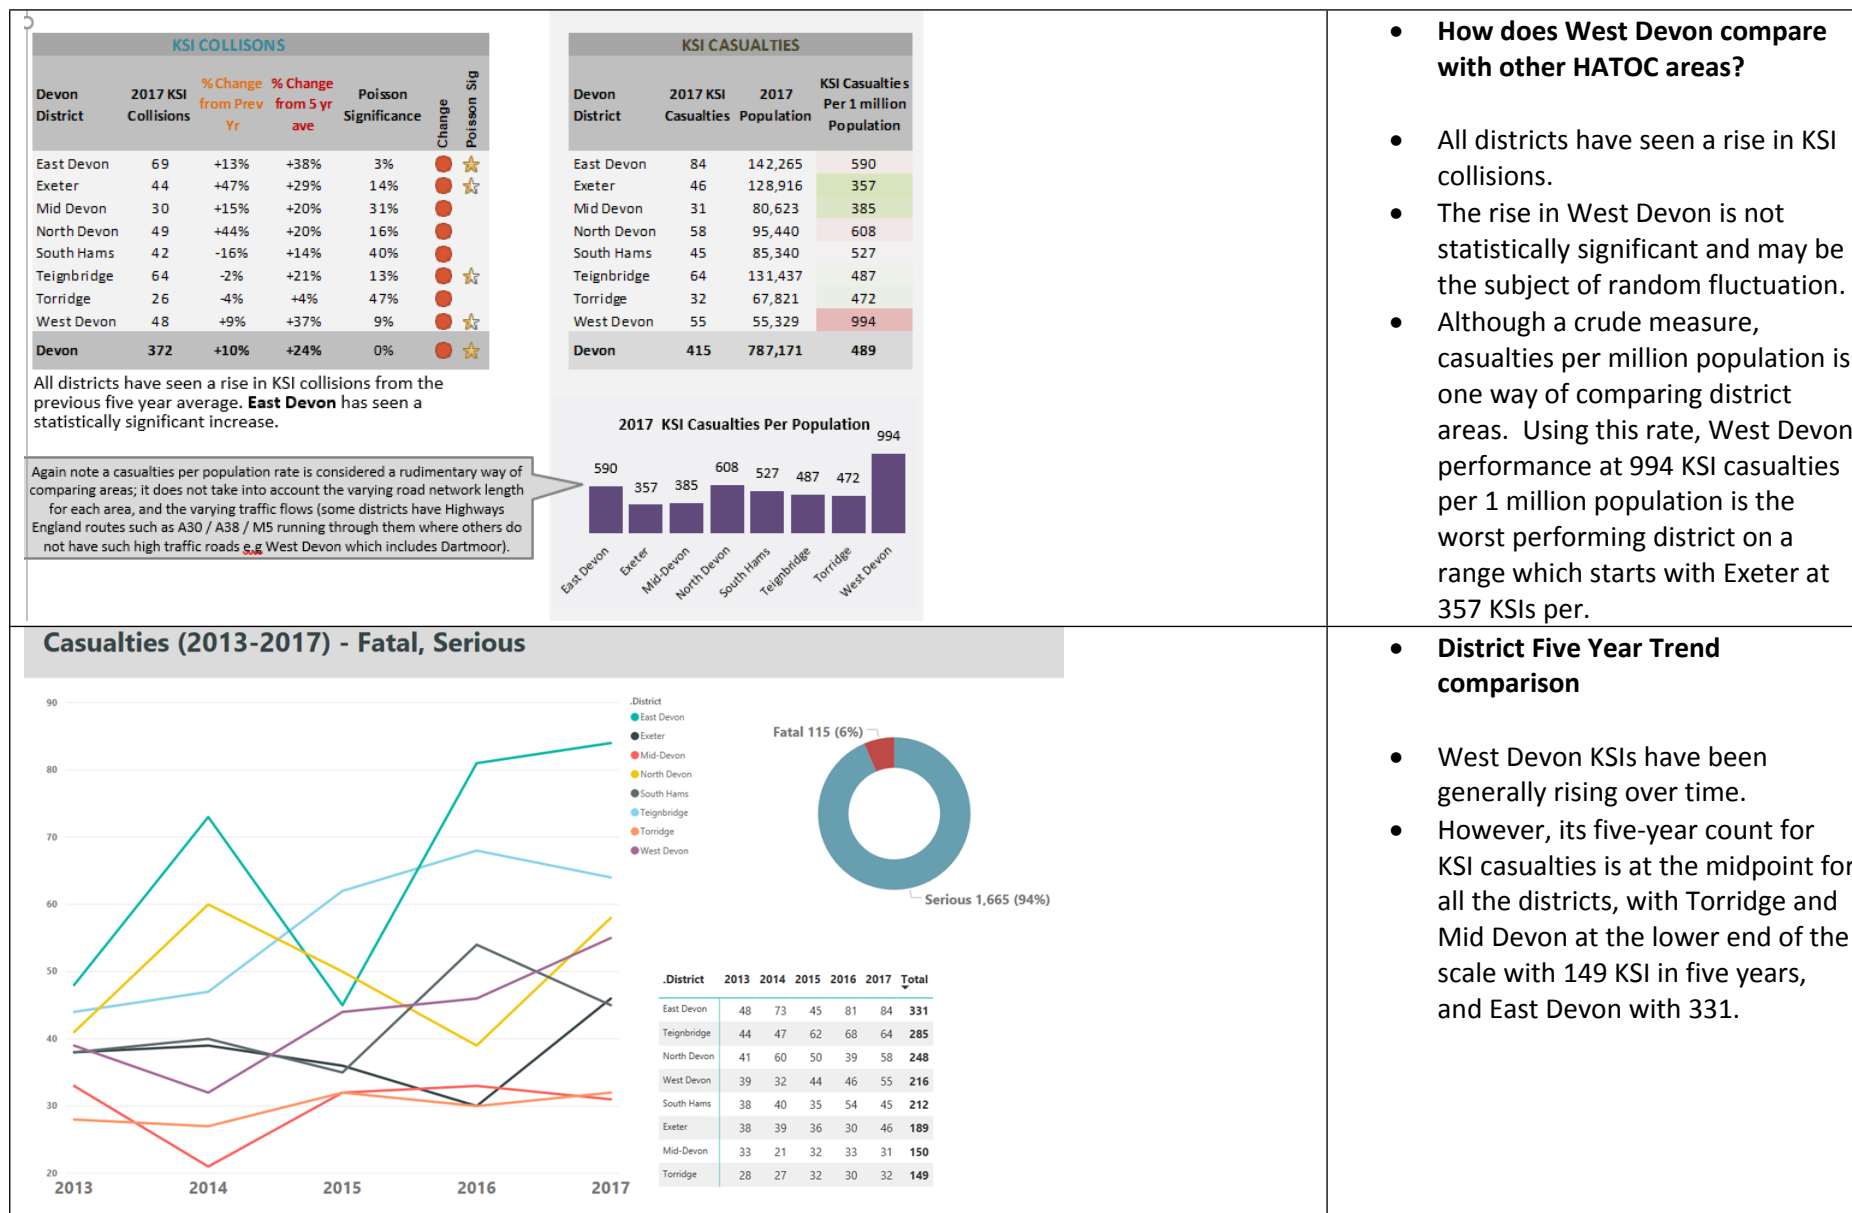 KSI COLLISONS
Devon District	2017 KSI Collisions	% Change from Prev Yr	% Change from 5 yr ave	Poisson Significance	Change	Poisson Sig
East Devon	69	+13%	+38%	3%
Exeter	44	+47%	+29%	14%
Mid Devon	30	+15%	+20%	31%
North Devon	49	+44%	+20%	16%
South Hams	42	-16%	+14%	40%
Teignbridge	64	-2%	+21%	13%
Torridge	26	-4%	+4%	47%
West Devon	48	+9%	+37%	9%
Devon	372	+10%	+24%	0%
All districts have seen a rise in KSI collisions from the
previous five year average. East Devon has seen a
statistically significant increase.
Again note a casualties per population rate is considered a rudimentary way of
comparing areas; it does not take into account the varying road network length
for each area, and the varying traffic flows (some districts have Highways
England routes such as A30 / A38 / M5 running through them where others do
not have such high traffic roads e.g West Devon which includes Dartmoor).
KSI CASUALTIES
Devon District	2017 KSI Casualties	2017 Population	KSI Casualties Per 1 million Population
East Devon	84	142,265	590
Exeter	46	128,916	357
Mid Devon	31	80,623	385
North Devon	58	95,440	608
South Hams	45	85,340	527
Teignbridge	64	131,437	487
Torridge	32	67,821	472
West Devon	55	55,329	994
Devon	415	787,171	489
2017 KSI Casualties Per Population
590 357 385 608 527 487 472 994
East Devon Exeter Mid-Devon North Devon South Hams Teignbridge Torridge West Devon
• How does West Devon compare
with other HATOC areas?
• All districts have seen a rise in KSI
collisions.
• The rise in West Devon is not
statistically significant and may be
the subject of random fluctuation.
• Although a crude measure,
casualties per million population is
one way of comparing district
areas. Using this rate, West Devon
performance at 994 KSI casualties
per 1 million population is the
worst performing district on a
range which starts with Exeter at
357 KSIs per.
Casualties (2013-2017) - Fatal, Serious
90
80
70
60
50
40
30
20
2013 2014 2015 2016 2017
.District
East Devon
Exeter
Mid-Devon
North Devon
South Hams
Teignbridge
Torridge
West Devon
Fatal 115 (6%)
Serious 1,665 (94%)
.District	2013	2014	2015	2016	2017	Total
East Devon	48	73	45	81	84	331
Teignbridge	44	47	62	68	64	285
North Devon	41	60	50	39	58	248
West Devon	39	32	44	46	55	216
South Hams	38	40	35	54	45	212
Exeter	38	39	36	30	46	189
Mid-Devon	33	21	32	33	31	150
Torridge	28	27	32	30	32	149
• District Five Year Trend
comparison
• West Devon KSIs have been
generally rising over time.
• However, its five-year count for
KSI casualties is at the midpoint for
all the districts, with Torridge and
Mid Devon at the lower end of the
scale with 149 KSI in five years,
and East Devon with 331.